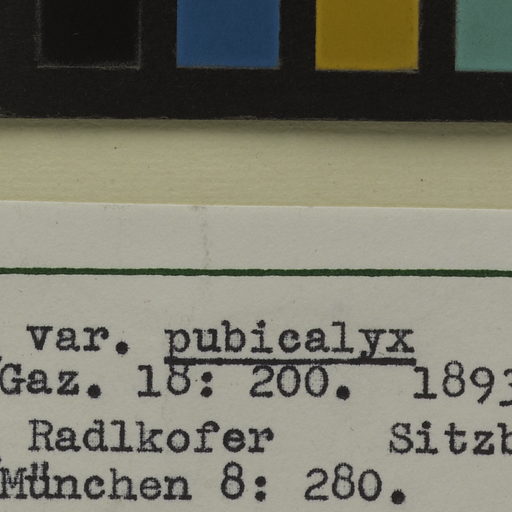 var. pubicalyx
Gaz. 18: 200. 1893
Radlkofer Sitzb
München 8: 280.